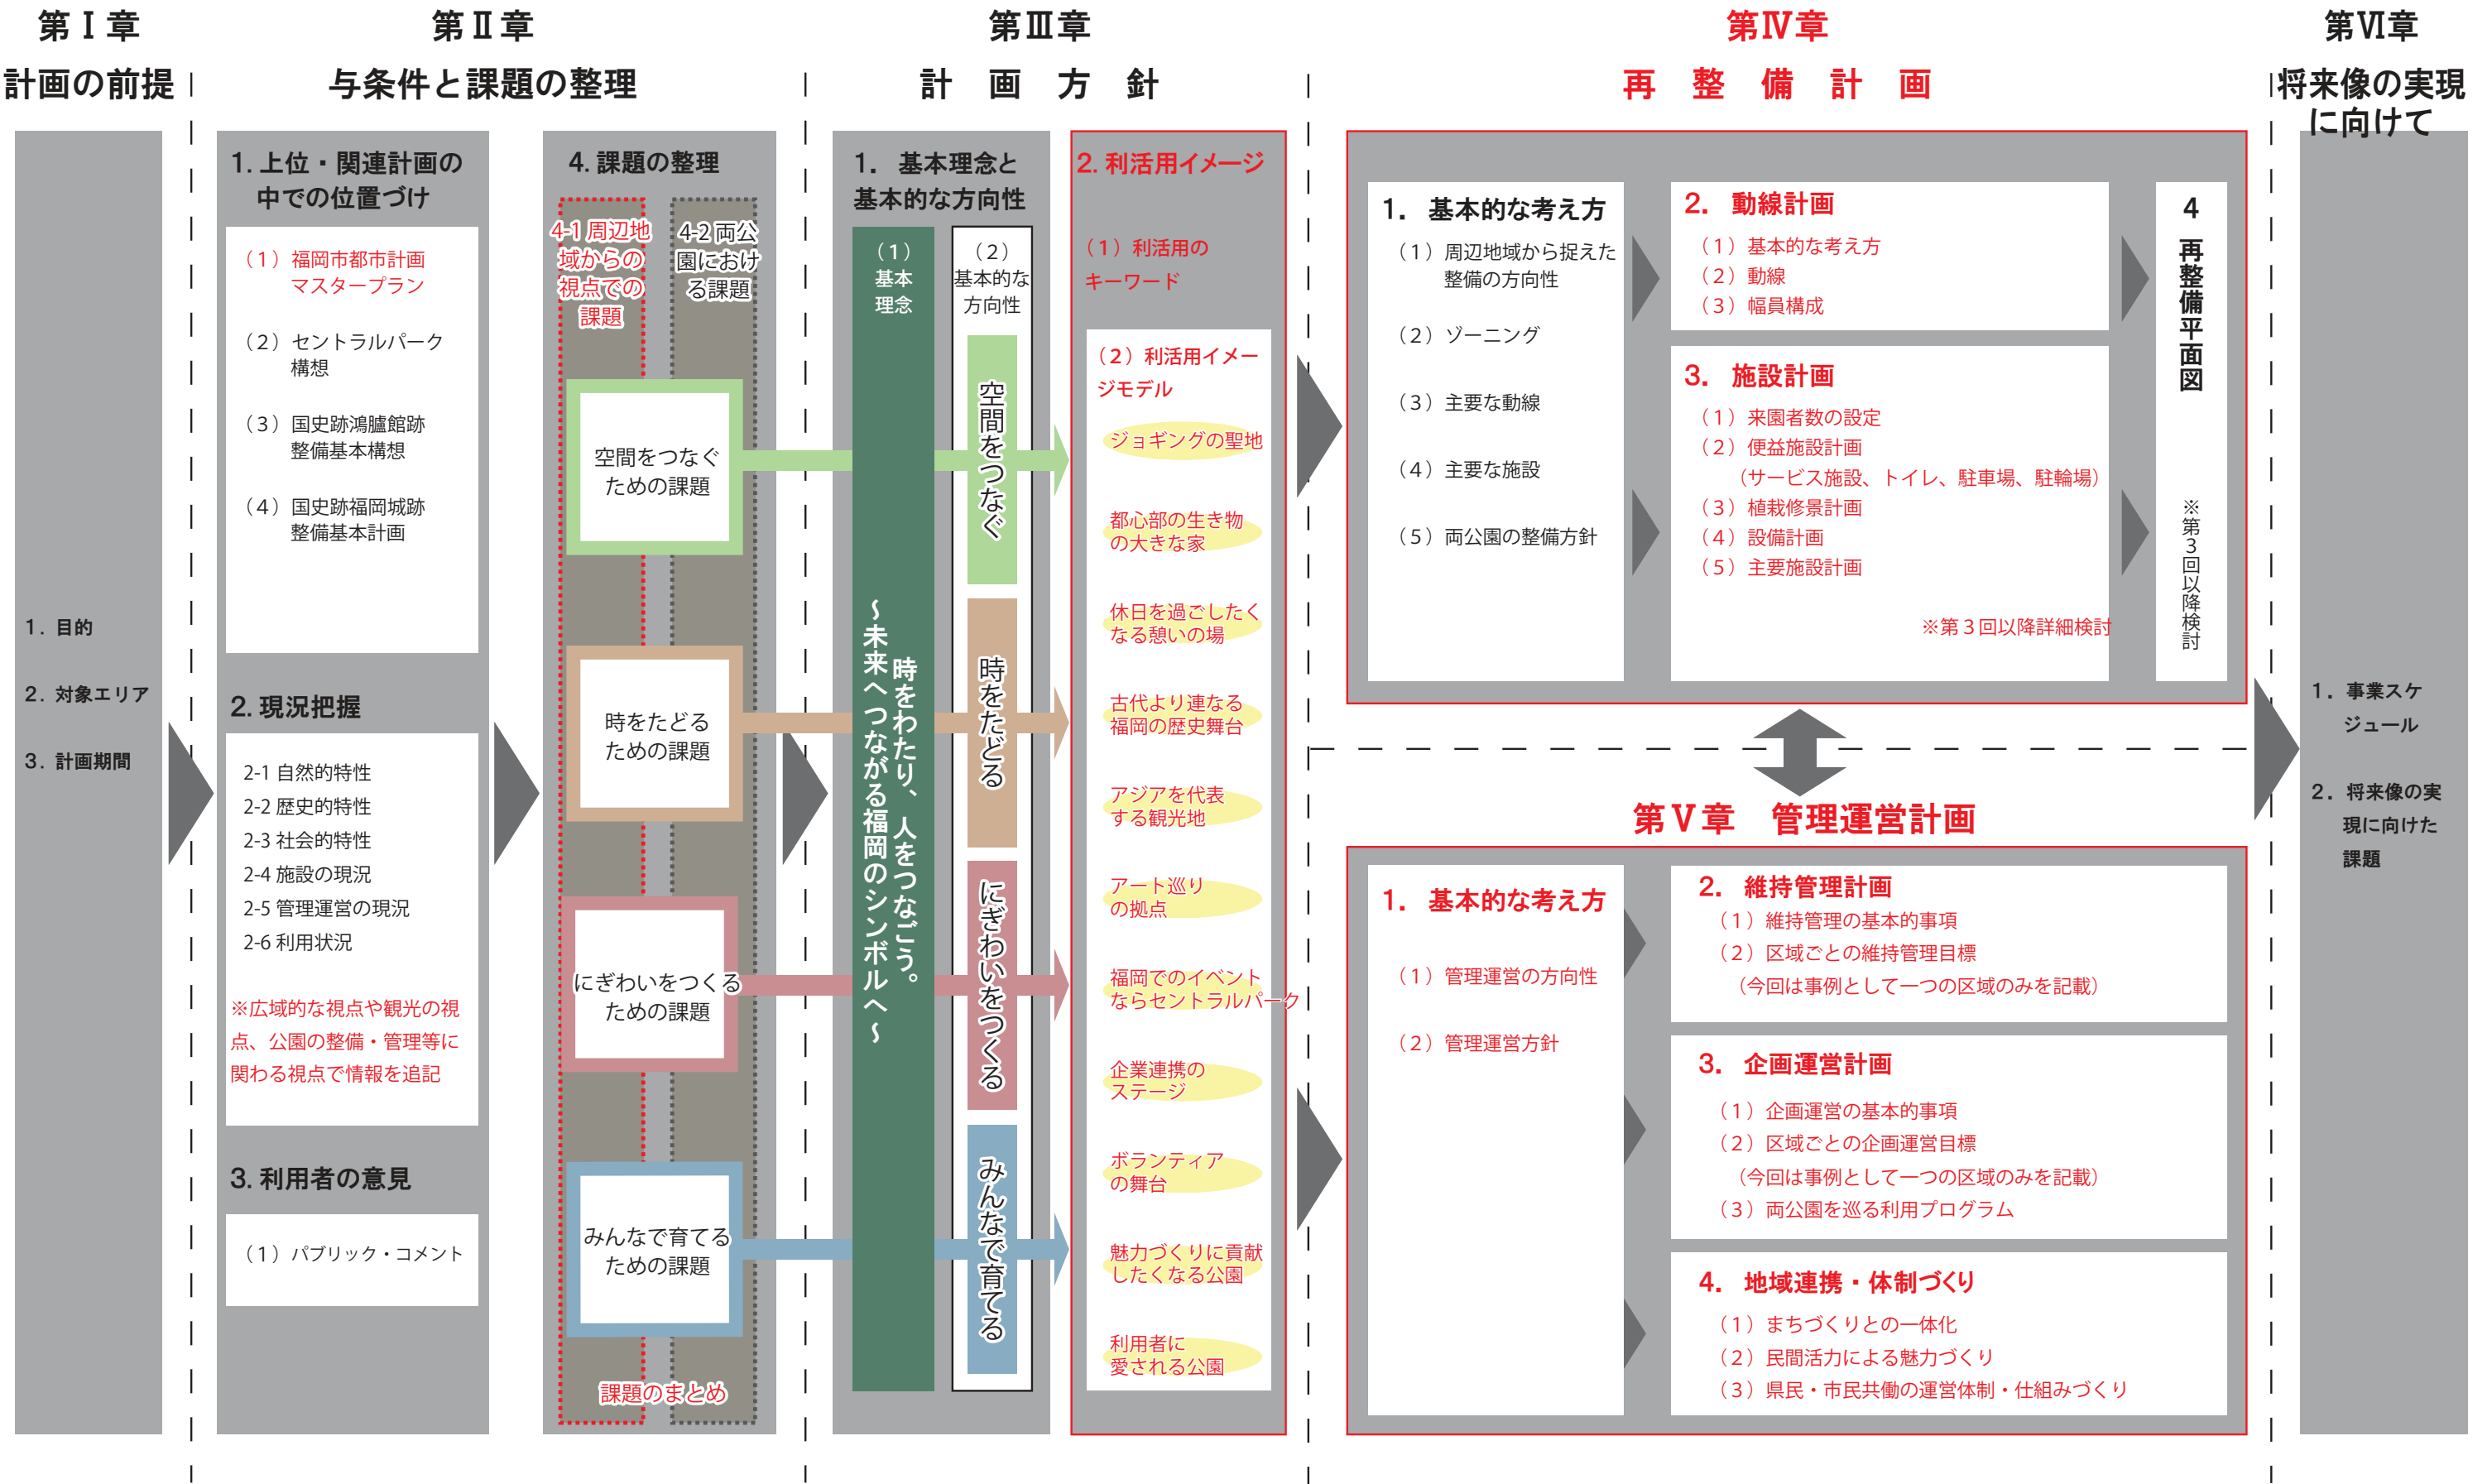 第Ⅰ章
計画の前提
1. 目的
2. 対象エリア
3. 計画期間
第Ⅱ章
与条件と課題の整理
1. 上位・関連計画の
中での位置づけ
（1）福岡市都市計画
マスタープラン
（2）セントラルパーク
構想
（3）国史跡鴻臚館跡
整備基本構想
（4）国史跡福岡城跡
整備基本計画
2. 現況把握
2-1 自然的特性
2-2 歴史的特性
2-3 社会的特性
2-4 施設の現況
2-5 管理運営の現況
2-6 利用状況
※広域的な視点や観光の視
点、公園の整備・管理等に
関わる視点で情報を追記
3. 利用者の意見
（1）パブリック・コメント
4. 課題の整理
4-1 周辺地
域からの
視点での
課題
4-2 両公
園におけ
る課題
空間をつなぐ
ための課題
時をたどる
ための課題
にぎわいをつくる
ための課題
みんなで育てる
ための課題
課題のまとめ
第Ⅲ章
計画方針
1. 基本理念と
基本的な方向性
（1）
基本
理念
時をわたり、人をつなごう。
～未来へつながる福岡のシンボルへ～
（2）
基本的な
方向性
空間をつなぐ
時をたどる
にぎわいをつくる
みんなで育てる
2. 利活用イメージ
（1）利活用の
キーワード
（2）利活用イメー
ジモデル
ジョギングの聖地
都心部の生き物
の大きな家
休日を過ごしたく
なる憩いの場
古代より連なる
福岡の歴史舞台
アジアを代表
する観光地
アート巡り
の拠点
福岡でのイベント
ならセントラルパーク
企業連携の
ステージ
ボランティア
の舞台
魅力づくりに貢献
したくなる公園
利用者に
愛される公園
第Ⅳ章
再整備計画
1. 基本的な考え方
（1）周辺地域から捉えた
整備の方向性
（2）ゾーニング
（3）主要な動線
（4）主要な施設
（5）両公園の整備方針
2. 動線計画
（1）基本的な考え方
（2）動線
（3）幅員構成
3. 施設計画
（1）来園者数の設定
（2）便益施設計画
（サービス施設、トイレ、駐車場、駐輪場）
（3）植栽修景計画
（4）設備計画
（5）主要施設計画
※第3回以降詳細検討
4 再整備平面図
※第3回以降検討
第Ⅴ章 管理運営計画
1. 基本的な考え方
（1）管理運営の方向性
（2）管理運営方針
2. 維持管理計画
（1）維持管理の基本的事項
（2）区域ごとの維持管理目標
（今回は事例として一つの区域のみを記載）
3. 企画運営計画
（1）企画運営の基本的事項
（2）区域ごとの企画運営目標
（今回は事例として一つの区域のみを記載）
（3）両公園を巡る利用プログラム
4. 地域連携・体制づくり
（1）まちづくりとの一体化
（2）民間活力による魅力づくり
（3）県民・市民共働の運営体制・仕組みづくり
第Ⅵ章
将来像の実現
に向けて
1. 事業スケ
ジュール
2. 将来像の実
現に向けた
課題